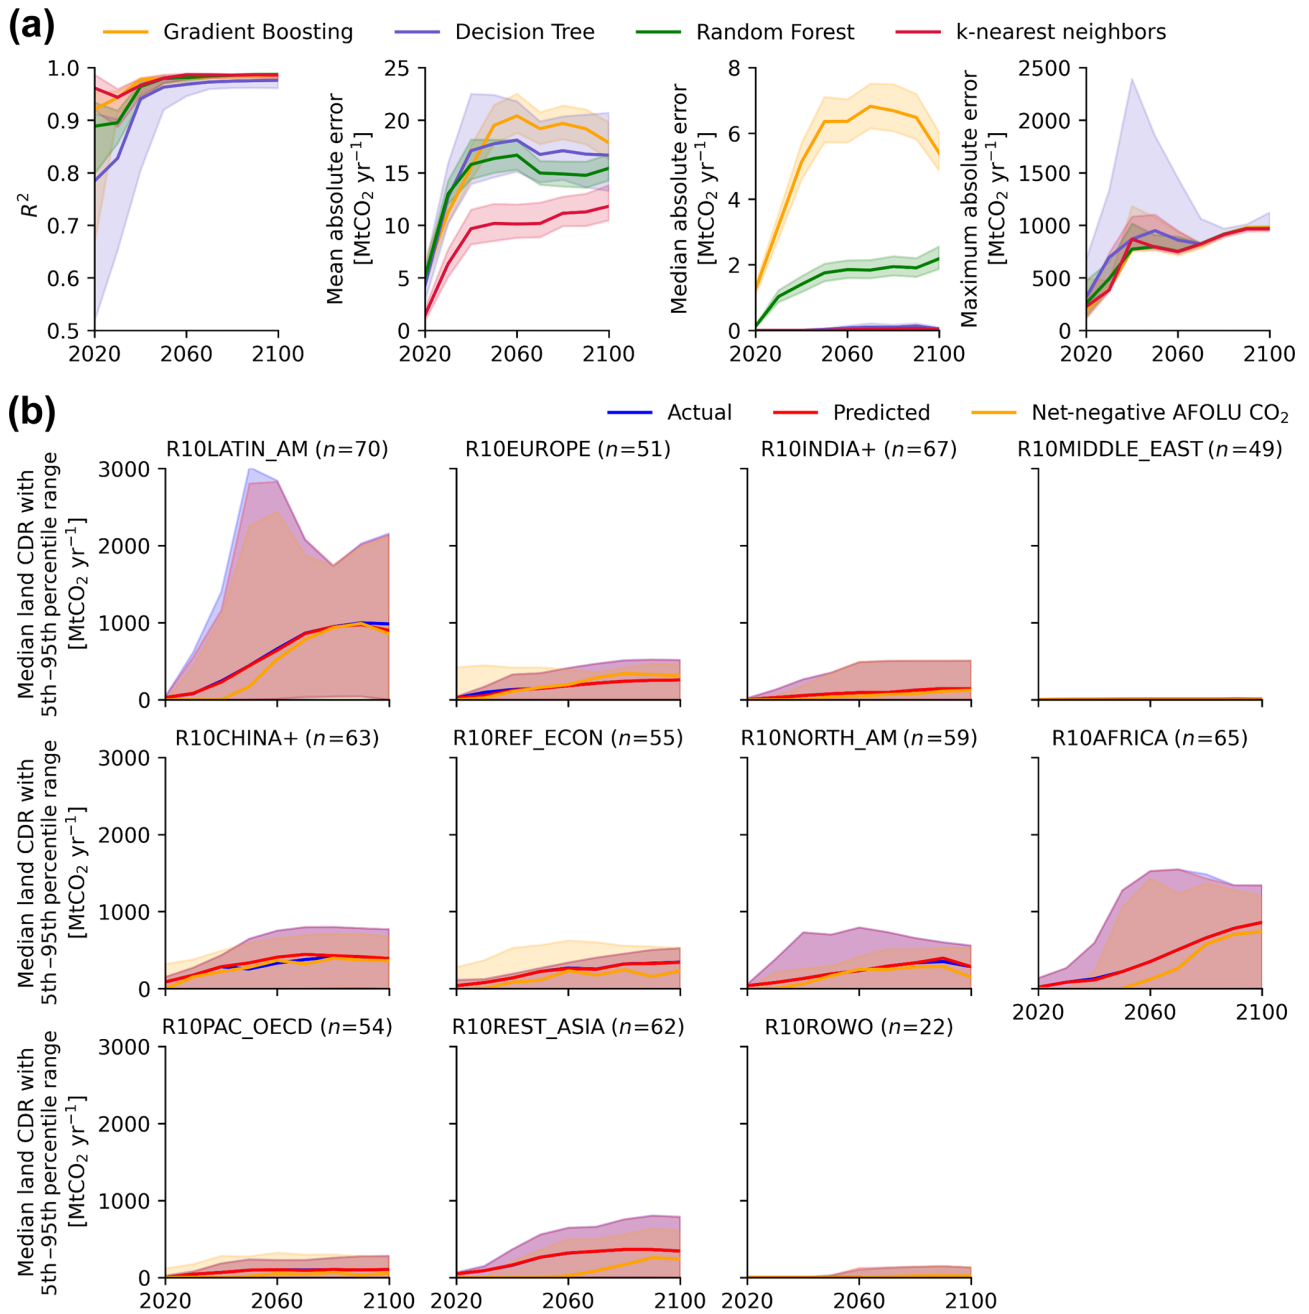 (a)
Gradient Boosting
Decision Tree
Random Forest
k-nearest neighbors
R²
1.0
0.9
0.8
0.7
0.6
0.5
2020 2060 2100
Mean absolute error
[MtCO₂ yr⁻¹]
25
20
15
10
5
0
2020 2060 2100
Median absolute error
[MtCO₂ yr⁻¹]
8
6
4
2
0
2020 2060 2100
Maximum absolute error
[MtCO₂ yr⁻¹]
2500
2000
1500
1000
500
0
2020 2060 2100
(b)
Actual
Predicted
Net-negative AFOLU CO₂
Median land CDR with
5th–95th percentile range
[MtCO₂ yr⁻¹]
R10LATIN_AM (n=70)
3000
2000
1000
0
R10EUROPE (n=51)
R10INDIA+ (n=67)
R10MIDDLE_EAST (n=49)
Median land CDR with
5th–95th percentile range
[MtCO₂ yr⁻¹]
R10CHINA+ (n=63)
3000
2000
1000
0
R10REF_ECON (n=55)
R10NORTH_AM (n=59)
R10AFRICA (n=65)
2020 2060 2100
Median land CDR with
5th–95th percentile range
[MtCO₂ yr⁻¹]
R10PAC_OECD (n=54)
3000
2000
1000
0
2020 2060 2100
R10REST_ASIA (n=62)
2020 2060 2100
R10ROWO (n=22)
2020 2060 2100